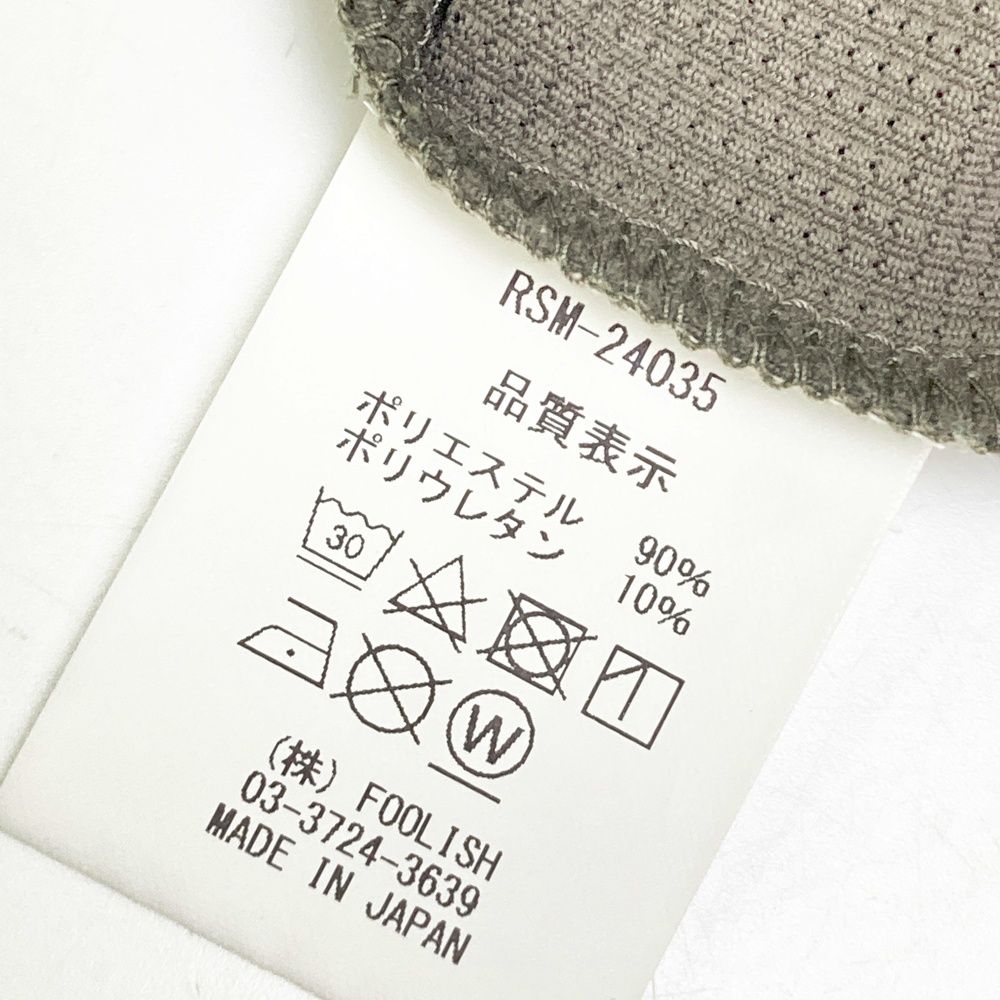 RSM-24035
品質表示
ポリエステル 90%
ポリウレタン 10%
30
W
(株) FOOLISH
03-3724-3639
MADE IN JAPAN